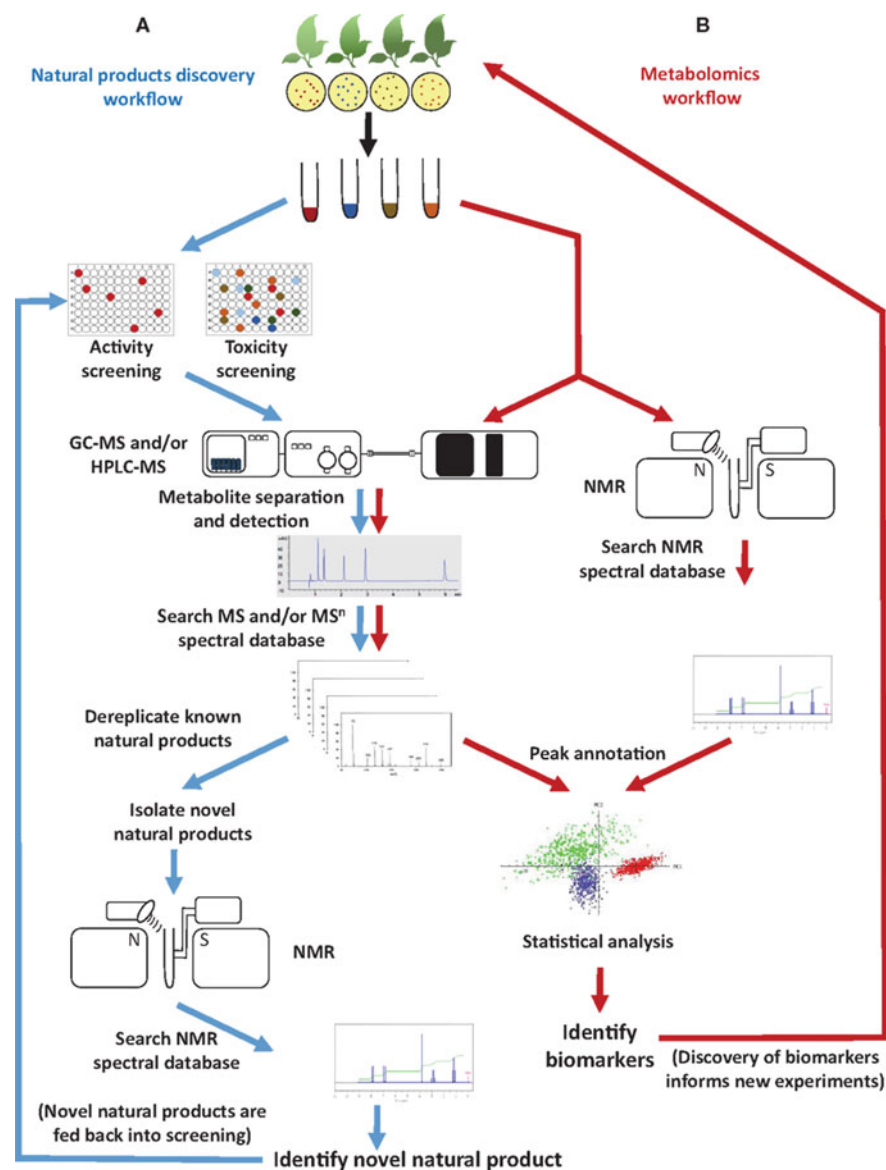 A
B
Natural products discovery
workflow
Metabolomics
workflow
Activity
screening
Toxicity
screening
GC-MS and/or
HPLC-MS
NMR
N
S
Metabolite separation
and detection
Search NMR
spectral database
Search MS and/or MSⁿ
spectral database
Dereplicate known
natural products
Peak annotation
Isolate novel
natural products
PC2
PC1
N
S
NMR
Statistical analysis
Search NMR
spectral database
Identify
biomarkers
(Discovery of biomarkers
informs new experiments)
(Novel natural products are
fed back into screening)
Identify novel natural product